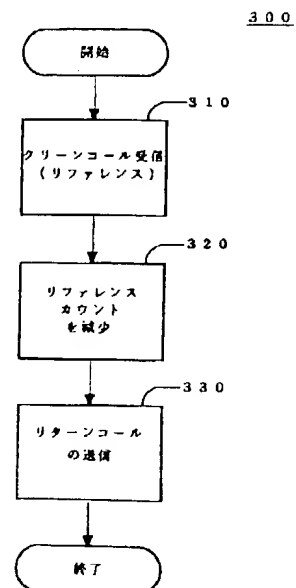 ３００
開始
３１０
クリーンコール受信
（リファレンス）
３２０
リファレンス
カウント
を減少
３３０
リターンコール
の送信
終了